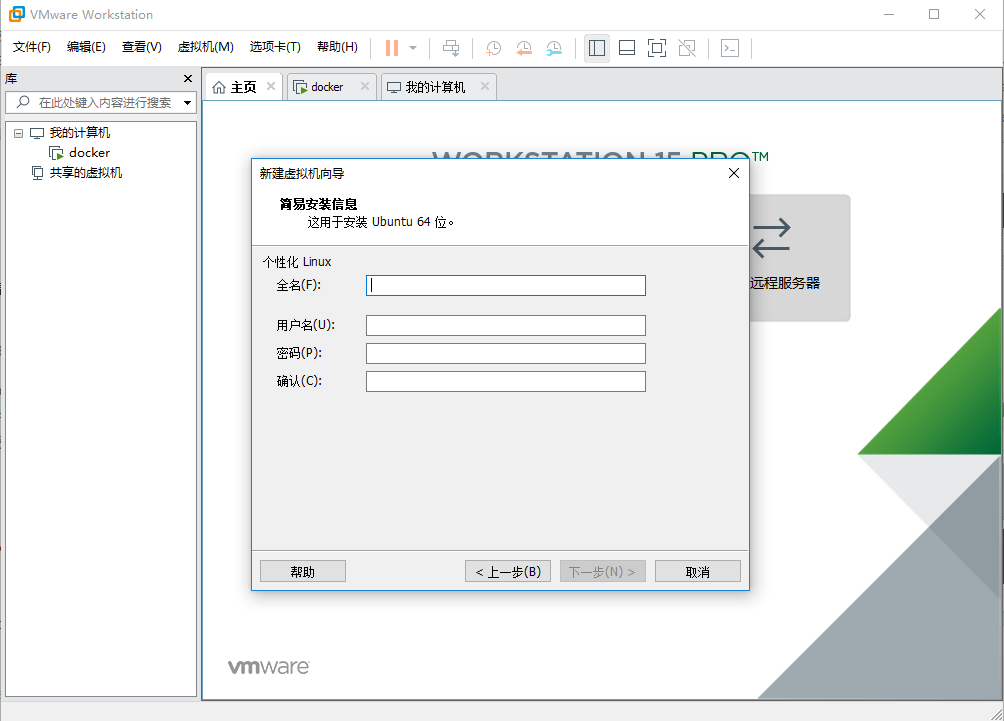 VMware Workstation
文件(F) 编辑(E) 查看(V) 虚拟机(M) 选项卡(T) 帮助(H)
库
在此处键入内容进行搜索
我的计算机
docker
共享的虚拟机
主页 docker 我的计算机
WORKSTATION 15 PRO™
新建虚拟机向导
简易安装信息
这用于安装 Ubuntu 64 位。
个性化 Linux
全名(F):
用户名(U):
密码(P):
确认(C):
远程服务器
帮助 < 上一步(B) 下一步(N) > 取消
vmware